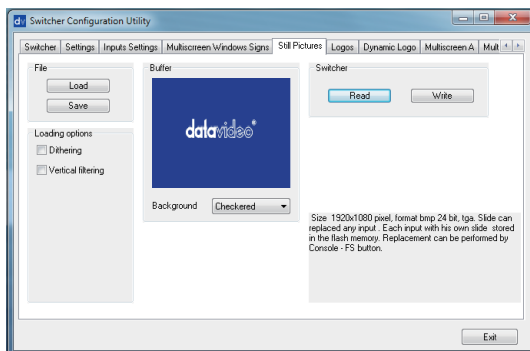 dv Switcher Configuration Utility
Switcher Settings Inputs Settings Multiscreen Windows Signs Still Pictures Logos Dynamic Logo Multiscreen A Mult
File
Load
Save
Loading options
Dithering
Vertical filtering
Buffer
datavideo®
Background Checkered
Switcher
Read Write
Size 1920x1080 pixel, format bmp 24 bit, tga. Slide can
replaced any input . Each input with his own slide stored
in the flash memory. Replacement can be performed by
Console - FS button.
Exit